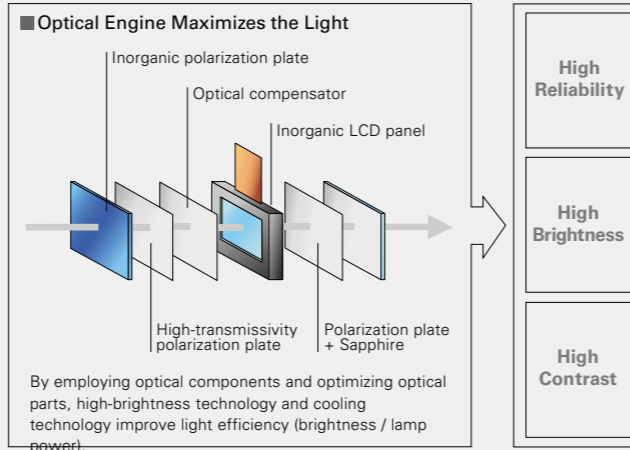 ■Optical Engine Maximizes the Light
Inorganic polarization plate
Optical compensator
Inorganic LCD panel
High-transmissivity
polarization plate
Polarization plate
+ Sapphire
By employing optical components and optimizing optical
parts, high-brightness technology and cooling
technology improve light efficiency (brightness / lamp
power).
High
Reliability
High
Brightness
High
Contrast